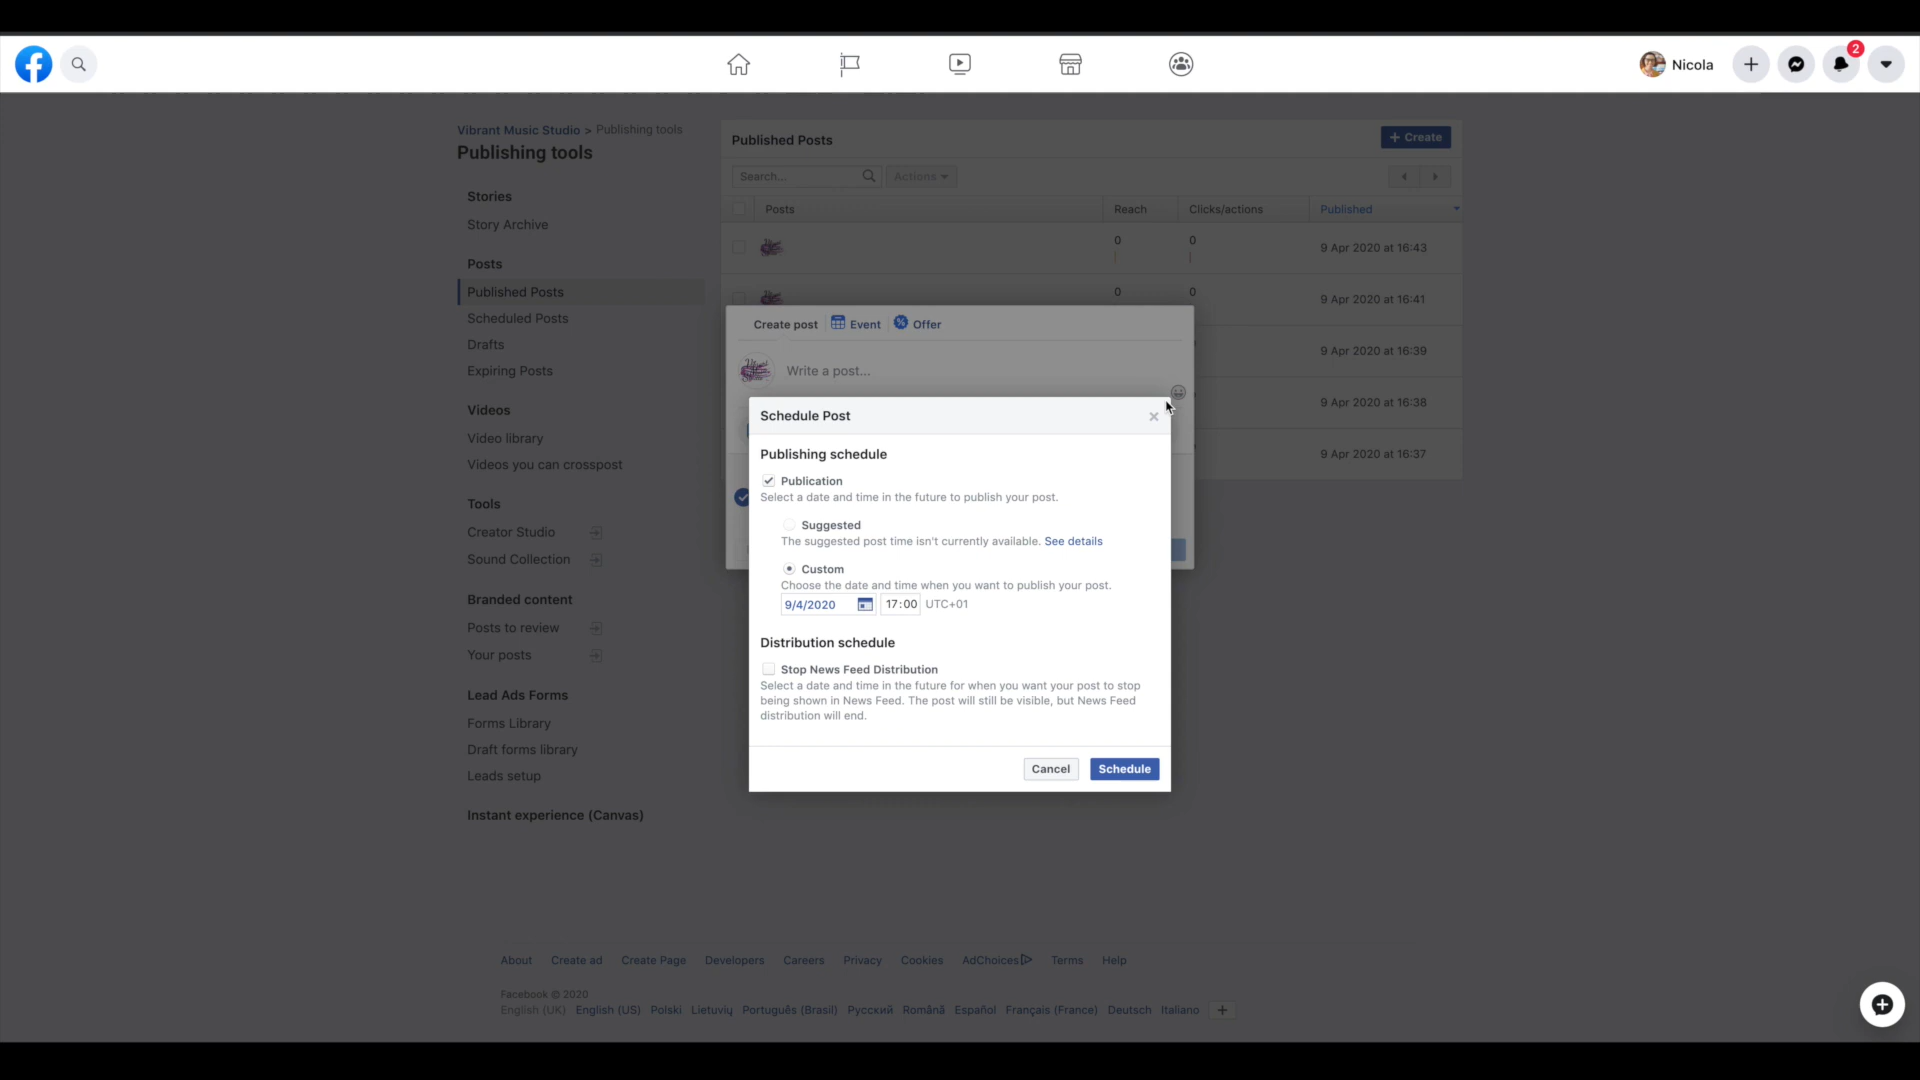 Nicola
2
Vibrant Music Studio > Publishing tools
Publishing tools
Stories
Story Archive
Posts
Published Posts
Scheduled Posts
Drafts
Expiring Posts
Videos
Video library
Videos you can crosspost
Tools
Creator Studio
Sound Collection
Branded content
Posts to review
Your posts
Lead Ads Forms
Forms Library
Draft forms library
Leads setup
Instant experience (Canvas)
Published Posts
+ Create
Search...
Actions
Posts Reach Clicks/actions Published
0 0 9 Apr 2020 at 16:43
0 0 9 Apr 2020 at 16:41
9 Apr 2020 at 16:39
9 Apr 2020 at 16:38
9 Apr 2020 at 16:37
Create post Event Offer
Write a post...
Schedule Post
Publishing schedule
Publication
Select a date and time in the future to publish your post.
Suggested
The suggested post time isn't currently available. See details
Custom
Choose the date and time when you want to publish your post.
9/4/2020 17:00 UTC+01
Distribution schedule
Stop News Feed Distribution
Select a date and time in the future for when you want your post to stop
being shown in News Feed. The post will still be visible, but News Feed
distribution will end.
Cancel Schedule
About Create ad Create Page Developers Careers Privacy Cookies AdChoices Terms Help
Facebook © 2020
English (UK) English (US) Polski Lietuvių Português (Brasil) Русский Română Español Français (France) Deutsch Italiano +